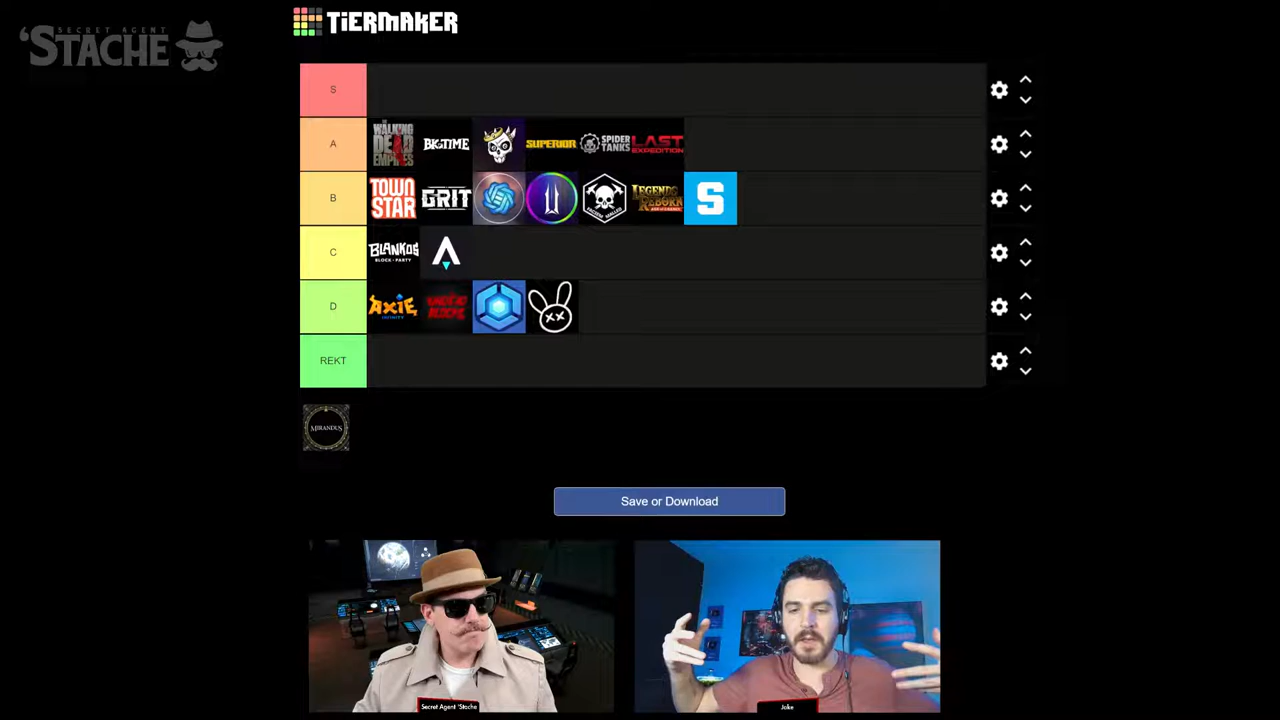 SECRET AGENT
'STACHE
TIERMAKER
S
A
THE WALKING DEAD EMPIRES
BIGTIME
SUPERIOR
SPIDER TANKS
LAST EXPEDITION
B
TOWN STAR
GRIT
LEGENDS REBORN
S
C
BLANKOS
BLOCK PARTY
D
AXIE
INFINITY
REKT
MIRANDUS
Save or Download
Secret Agent 'Stache
Jake